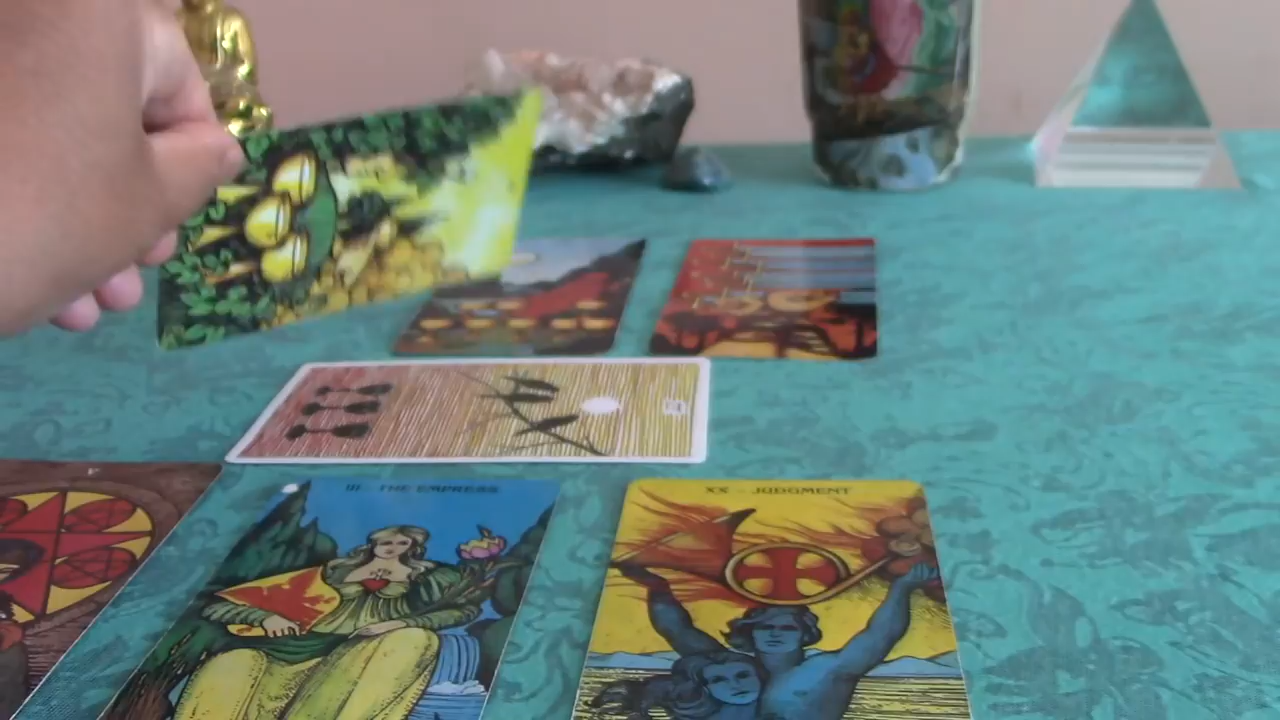 III - THE EMPRESS
XX - JUDGMENT
V